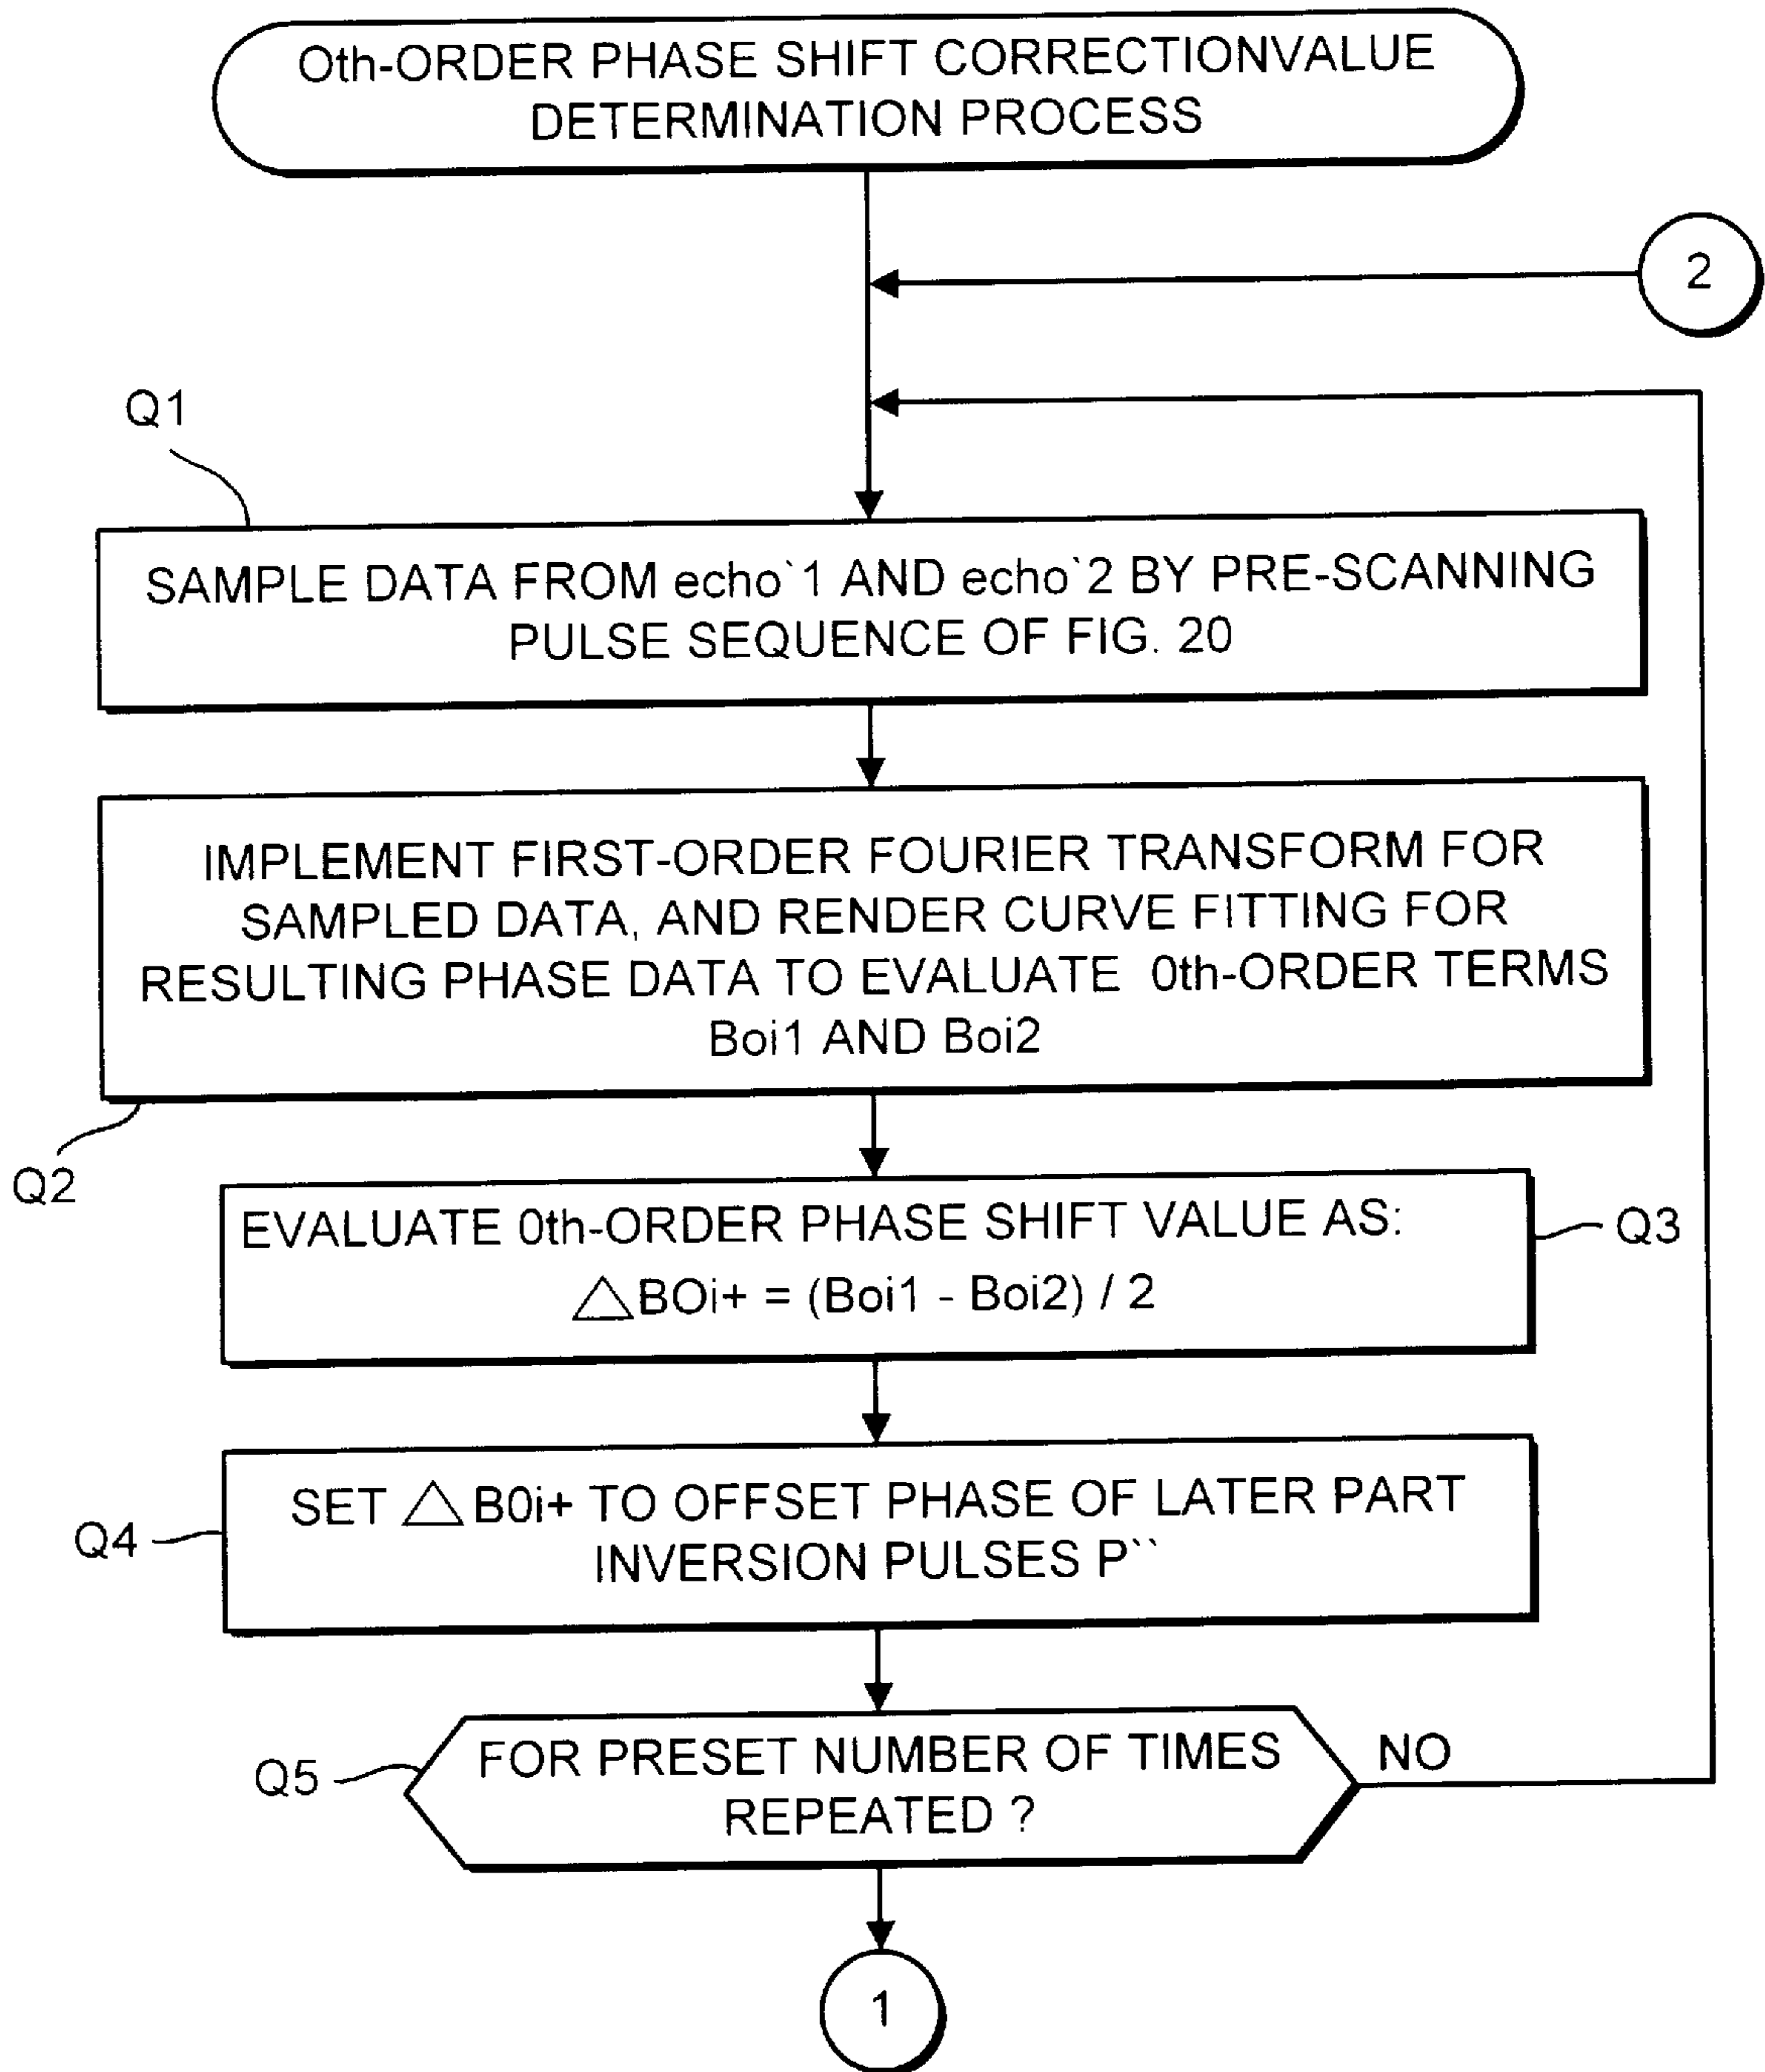 0th-ORDER PHASE SHIFT CORRECTIONVALUE
DETERMINATION PROCESS
2
Q1
SAMPLE DATA FROM echo`1 AND echo`2 BY PRE-SCANNING
PULSE SEQUENCE OF FIG. 20
IMPLEMENT FIRST-ORDER FOURIER TRANSFORM FOR
SAMPLED DATA, AND RENDER CURVE FITTING FOR
RESULTING PHASE DATA TO EVALUATE 0th-ORDER TERMS
Boi1 AND Boi2
Q2
EVALUATE 0th-ORDER PHASE SHIFT VALUE AS:
△BOi+ = (Boi1 - Boi2) / 2
Q3
SET △B0i+ TO OFFSET PHASE OF LATER PART
INVERSION PULSES P``
Q4
FOR PRESET NUMBER OF TIMES
REPEATED ?
Q5
NO
1